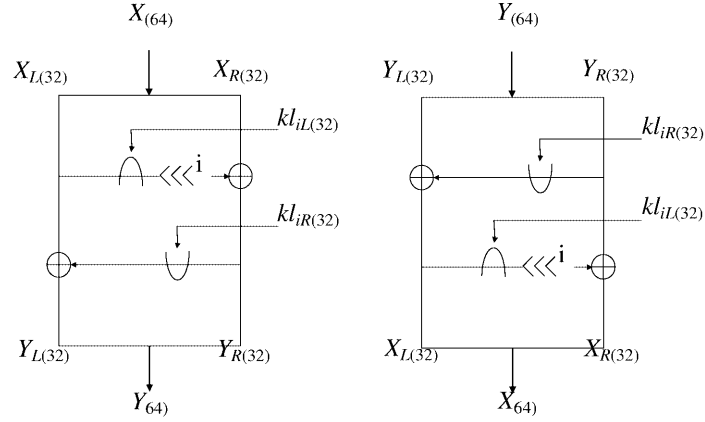 X(64)
XL(32) XR(32)
kliL(32)
<<< i
kliR(32)
YL(32) YR(32)
Y64)
Y(64)
YL(32) YR(32)
kliR(32)
kliL(32)
<<< i
XL(32) XR(32)
X64)